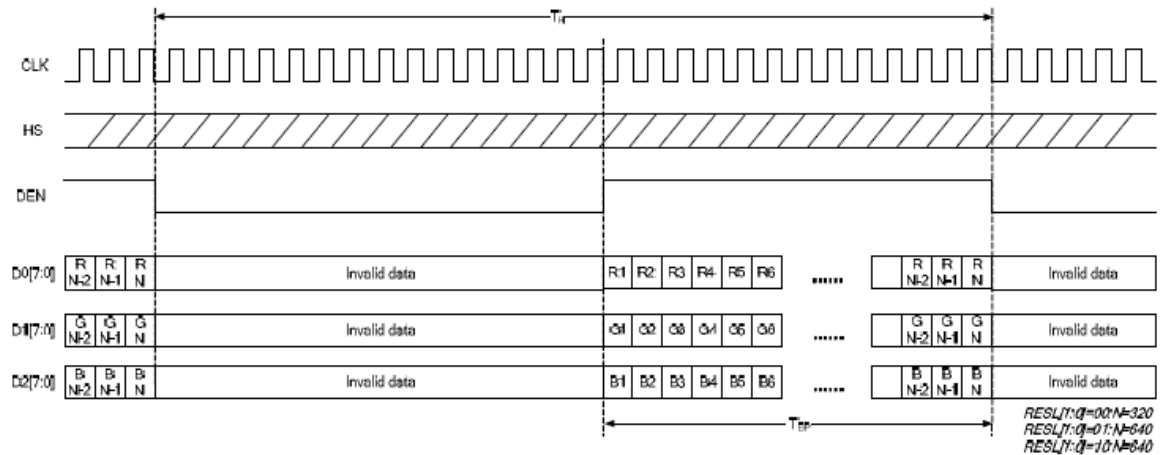 TH
CLK
HS
DEN
D0[7:0] R N-2 R N-1 R N Invalid data R1 R2 R3 R4 R5 R6 ...... R N-2 R N-1 R N Invalid data
D1[7:0] G N-2 G N-1 G N Invalid data G1 G2 G3 G4 G5 G6 ...... G N-2 G N-1 G N Invalid data
D2[7:0] B N-2 B N-1 B N Invalid data B1 B2 B3 B4 B5 B6 ...... B N-2 B N-1 B N Invalid data
TEP
RESL[1:0]=00:N=320
RESL[1:0]=01:N=640
RESL[1:0]=10:N=640